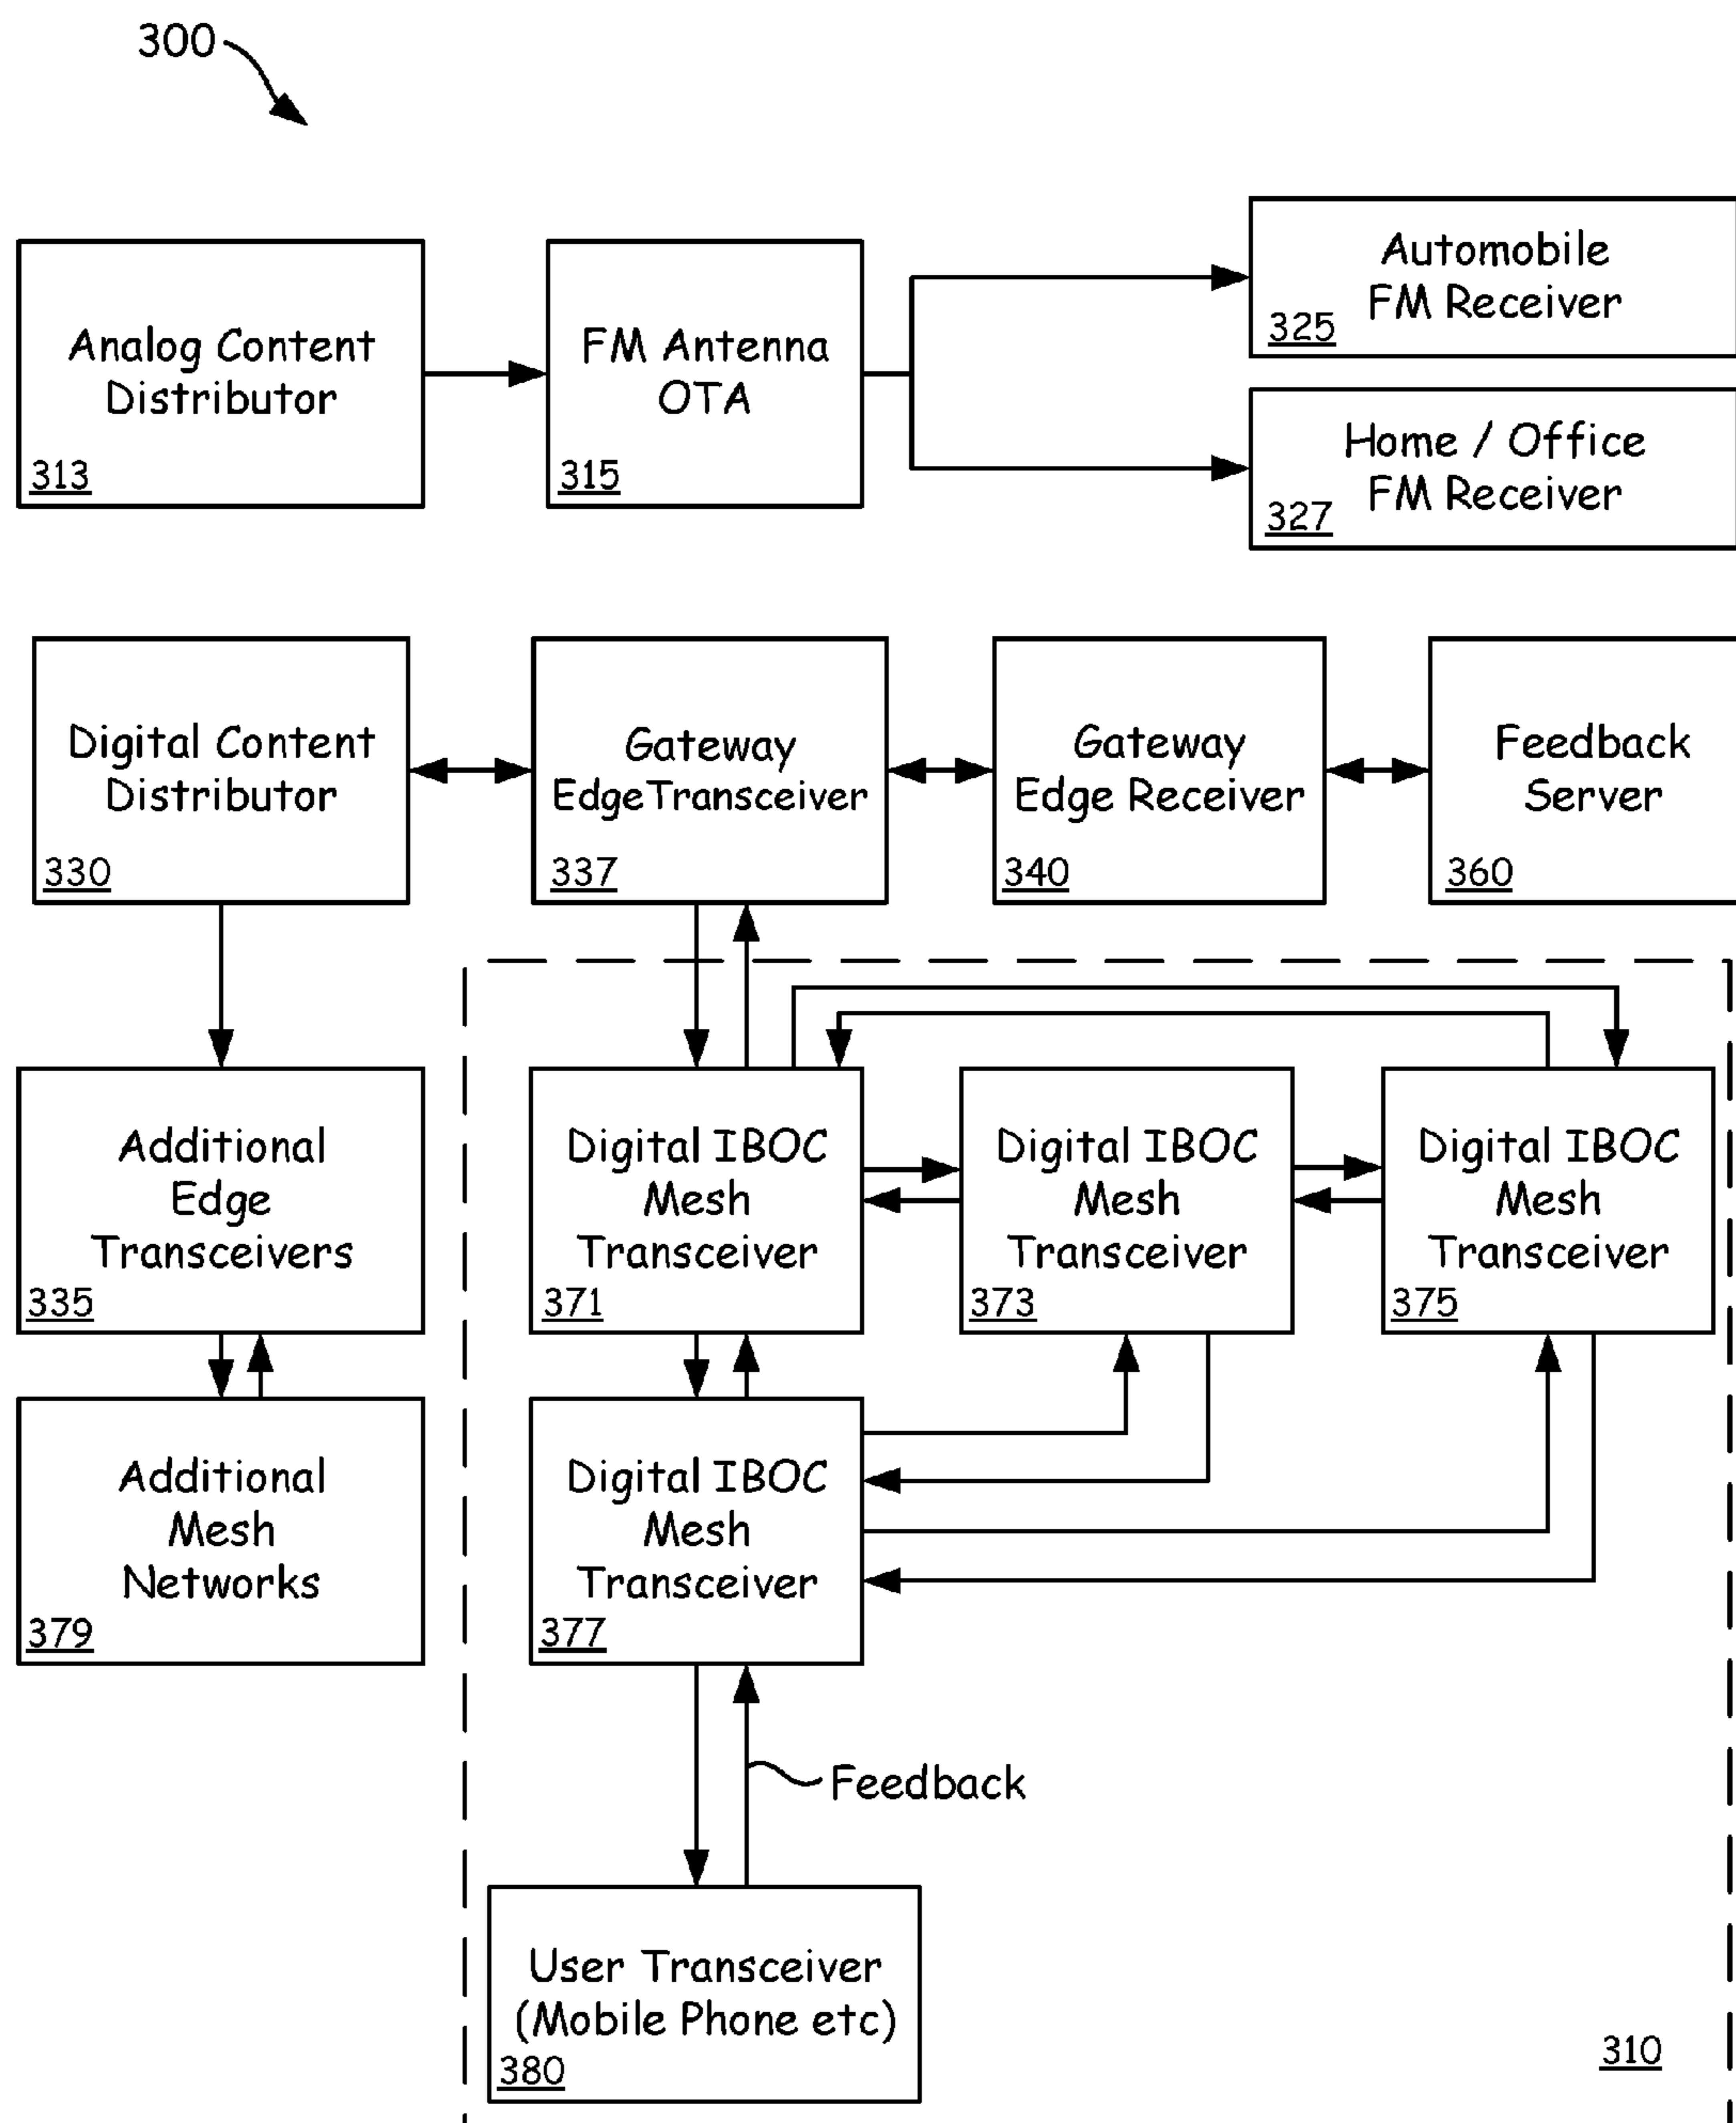 300
Analog Content
Distributor
313
FM Antenna
OTA
315
Automobile
FM Receiver
325
Home / Office
FM Receiver
327
Digital Content
Distributor
330
Gateway
EdgeTransceiver
337
Gateway
Edge Receiver
340
Feedback
Server
360
Additional
Edge
Transceivers
335
Digital IBOC
Mesh
Transceiver
371
Digital IBOC
Mesh
Transceiver
373
Digital IBOC
Mesh
Transceiver
375
Additional
Mesh
Networks
379
Digital IBOC
Mesh
Transceiver
377
Feedback
User Transceiver
(Mobile Phone etc)
380
310